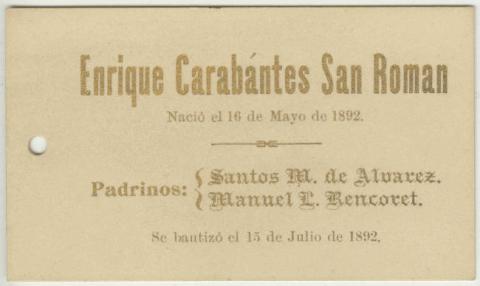 Enrique Carabántes San Roman
Nació el 16 de Mayo de 1892.
Padrinos: { Santos M. de Alvarez.
Manuel L. Rencoret.
Se bautizó el 15 de Julio de 1892.